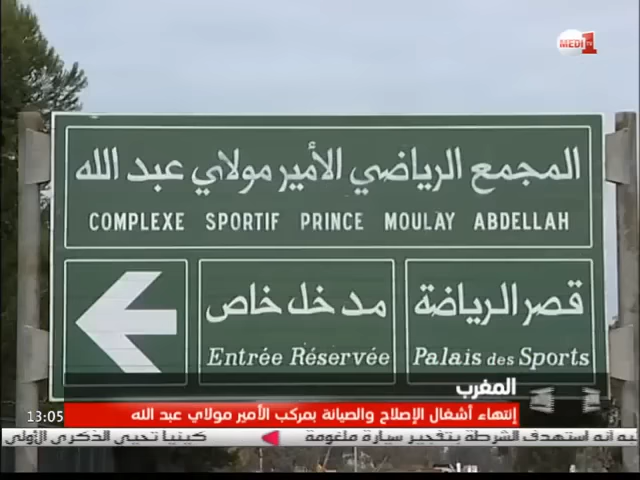 MEDI 1
المجمع الرياضي الأمير مولاي عبد الله
COMPLEXE SPORTIF PRINCE MOULAY ABDELLAH
قصر الرياضة
Palais des Sports
مدخل خاص
Entrée Réservée
المغرب
إنتهاء أشغال الإصلاح والصيانة بمركب الأمير مولاي عبد الله
13:05
أنه استهدف الشرطة بتفجير سيارة ملغومة
كينيا تحيي الذكرى الأولى